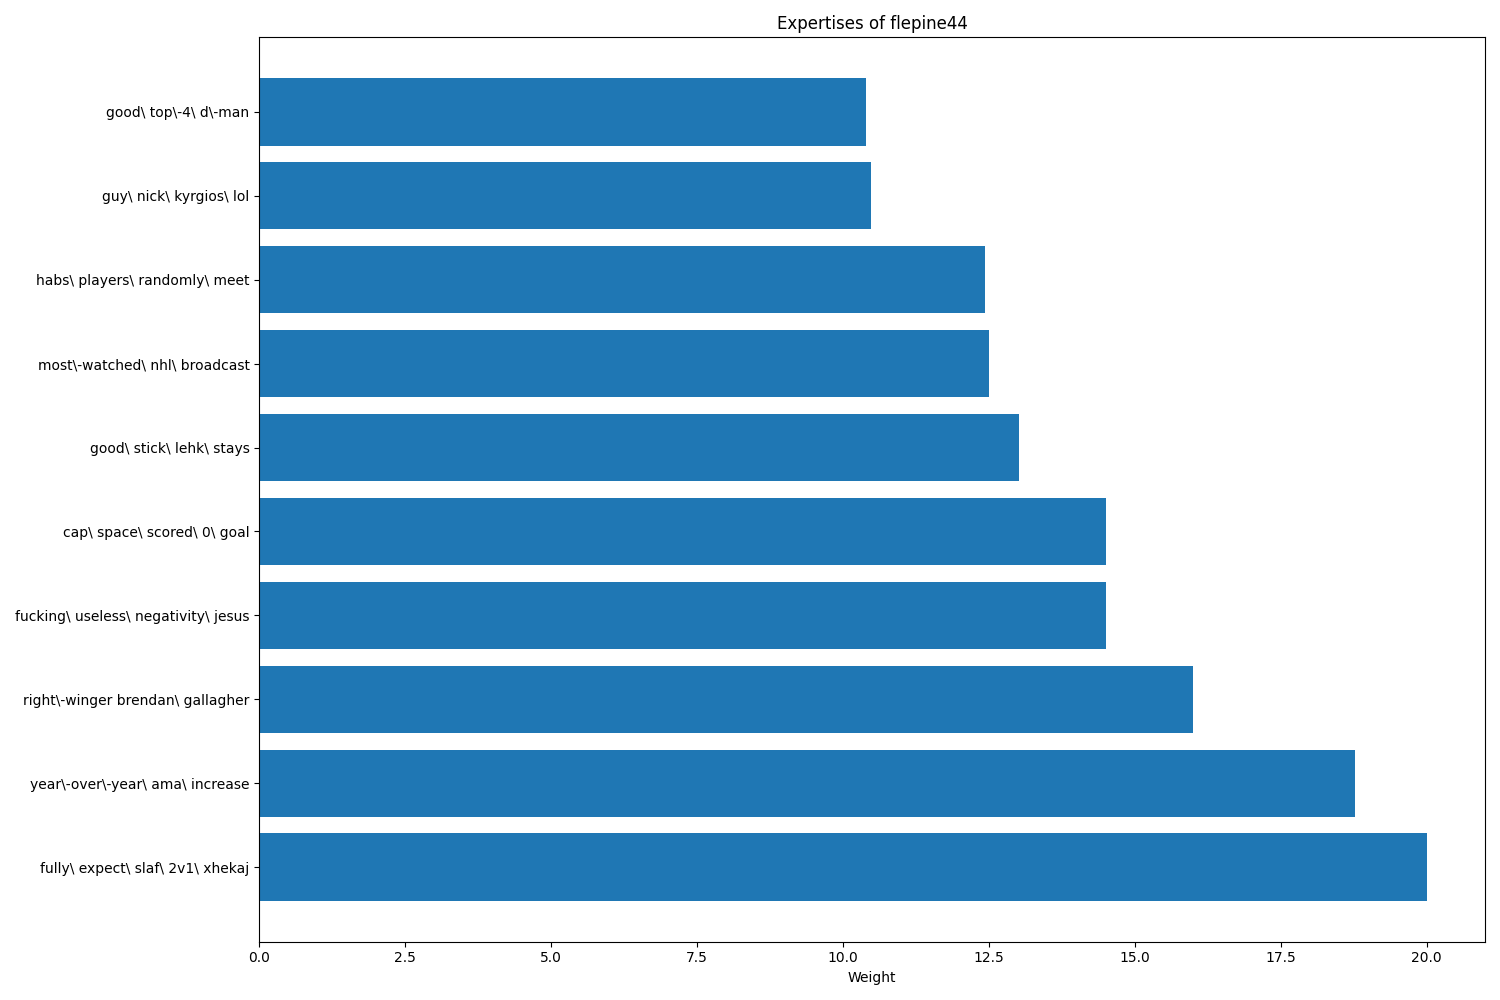 Expertises of flepine44
good\ top\-4\ d\-man
guy\ nick\ kyrgios\ lol
habs\ players\ randomly\ meet
most\-watched\ nhl\ broadcast
good\ stick\ lehk\ stays
cap\ space\ scored\ 0\ goal
fucking\ useless\ negativity\ jesus
right\-winger brendan\ gallagher
year\-over\-year\ ama\ increase
fully\ expect\ slaf\ 2v1\ xhekaj
0.0 2.5 5.0 7.5 10.0 12.5 15.0 17.5 20.0
Weight